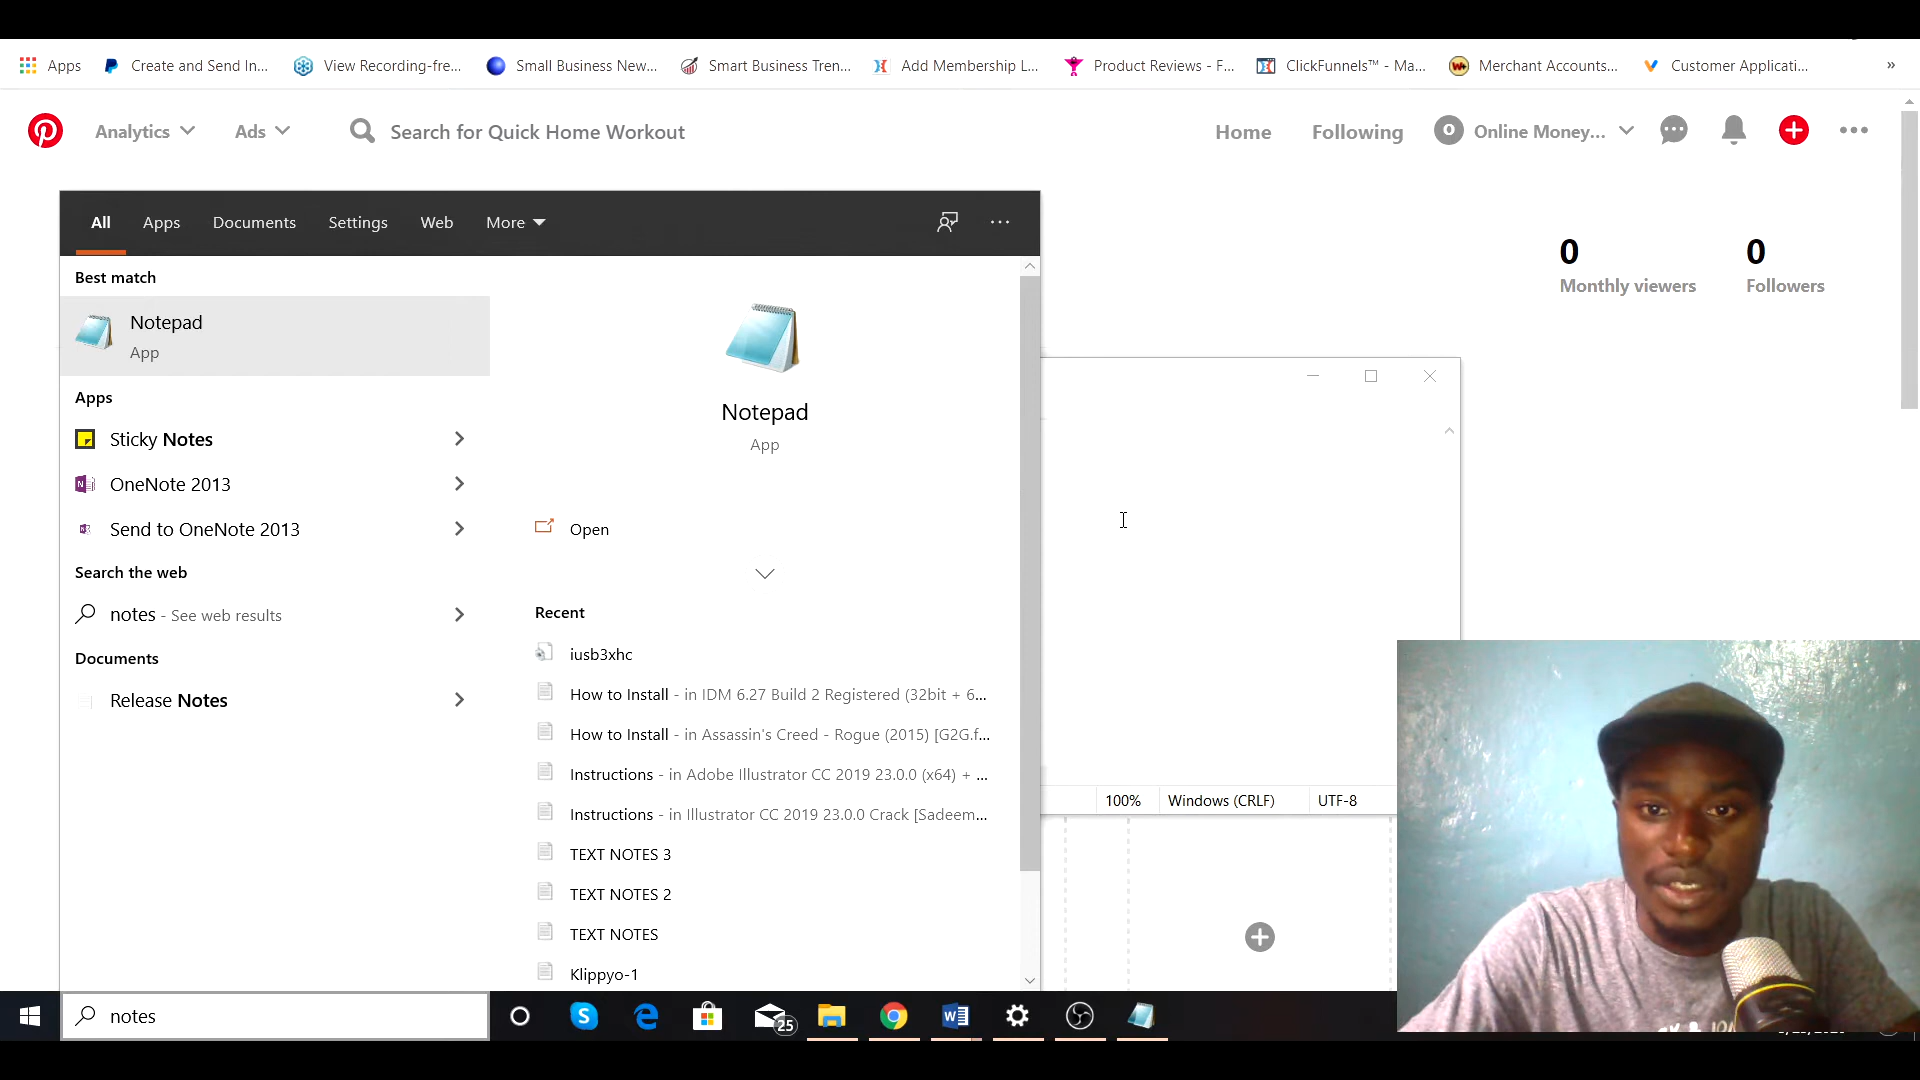 Apps
Create and Send In...
View Recording-fre...
Small Business New...
Smart Business Tren...
Add Membership L...
Product Reviews - F...
ClickFunnels™ - Ma...
Merchant Accounts...
Customer Applicati...
»
Analytics
Ads
Search for Quick Home Workout
Home
Following
O
Online Money...
All
Apps
Documents
Settings
Web
More
0
Monthly viewers
0
Followers
Best match
Notepad
App
Apps
Sticky Notes
OneNote 2013
Send to OneNote 2013
Search the web
notes - See web results
Documents
Release Notes
Notepad
App
Open
Recent
iusb3xhc
How to Install - in IDM 6.27 Build 2 Registered (32bit + 6...
How to Install - in Assassin's Creed - Rogue (2015) [G2G.f...
Instructions - in Adobe Illustrator CC 2019 23.0.0 (x64) + ...
Instructions - in Illustrator CC 2019 23.0.0 Crack [Sadeem...
TEXT NOTES 3
TEXT NOTES 2
TEXT NOTES
Klippyo-1
100%
Windows (CRLF)
UTF-8
notes
25